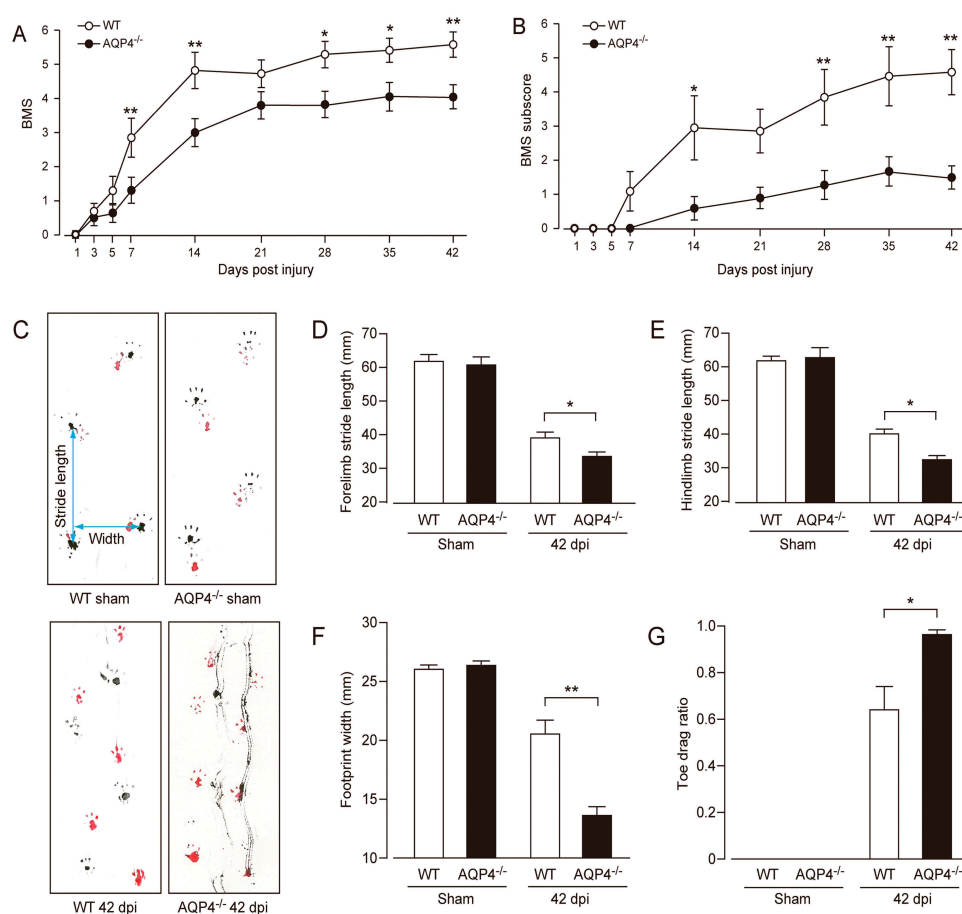 A
WT
AQP4-/-
BMS
6
5
4
3
2
1
0
** ** * * **
1 3 5 7 14 21 28 35 42
Days post injury
B
WT
AQP4-/-
BMS subscore
6
5
4
3
2
1
0
* ** ** **
1 3 5 7 14 21 28 35 42
Days post injury
C
Stride length
Width
WT sham
AQP4-/- sham
WT 42 dpi
AQP4-/- 42 dpi
D
Forelimb stride length (mm)
70
60
50
40
30
20
*
WT AQP4-/- WT AQP4-/-
Sham 42 dpi
E
Hindlimb stride length (mm)
70
60
50
40
30
20
*
WT AQP4-/- WT AQP4-/-
Sham 42 dpi
F
Footprint width (mm)
30
25
20
15
10
**
WT AQP4-/- WT AQP4-/-
Sham 42 dpi
G
Toe drag ratio
1.0
0.8
0.6
0.4
0.2
0
*
WT AQP4-/- WT AQP4-/-
Sham 42 dpi